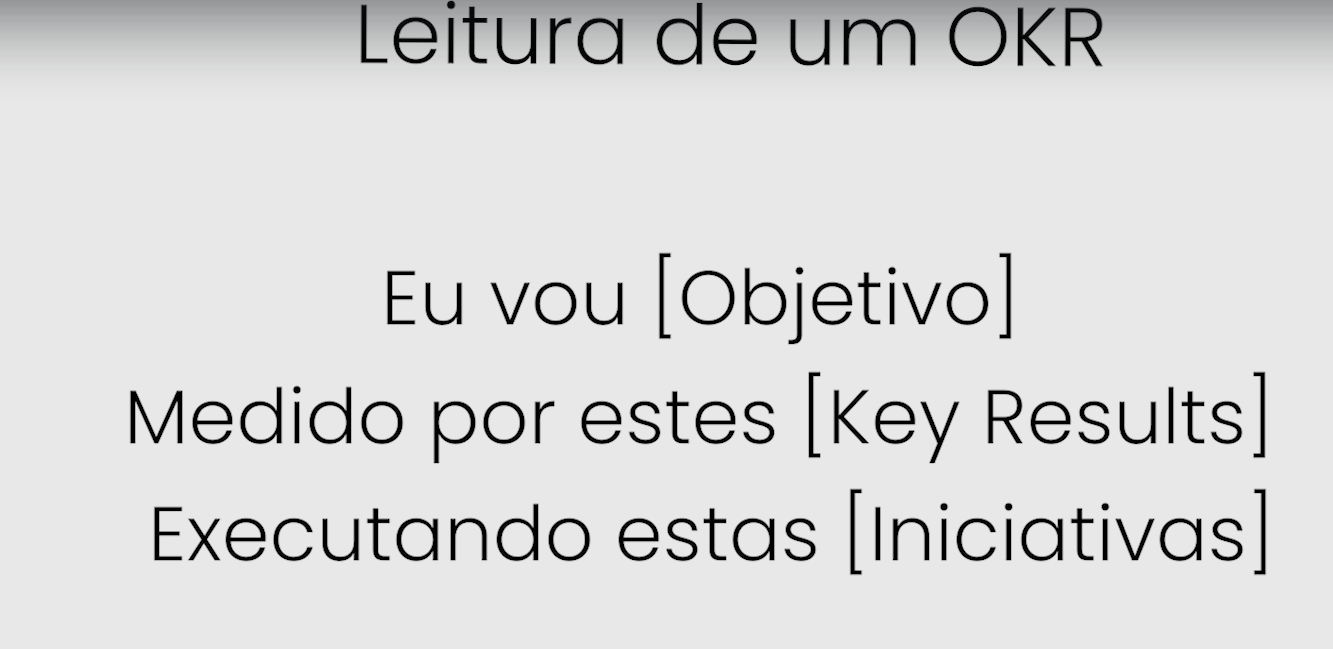 Leitura de um OKR
Eu vou [Objetivo]
Medido por estes [Key Results]
Executando estas [Iniciativas]